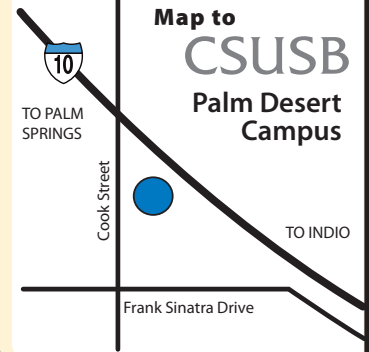 Map to
CSUSB
Palm Desert
Campus
10
TO PALM
SPRINGS
Cook Street
TO INDIO
Frank Sinatra Drive